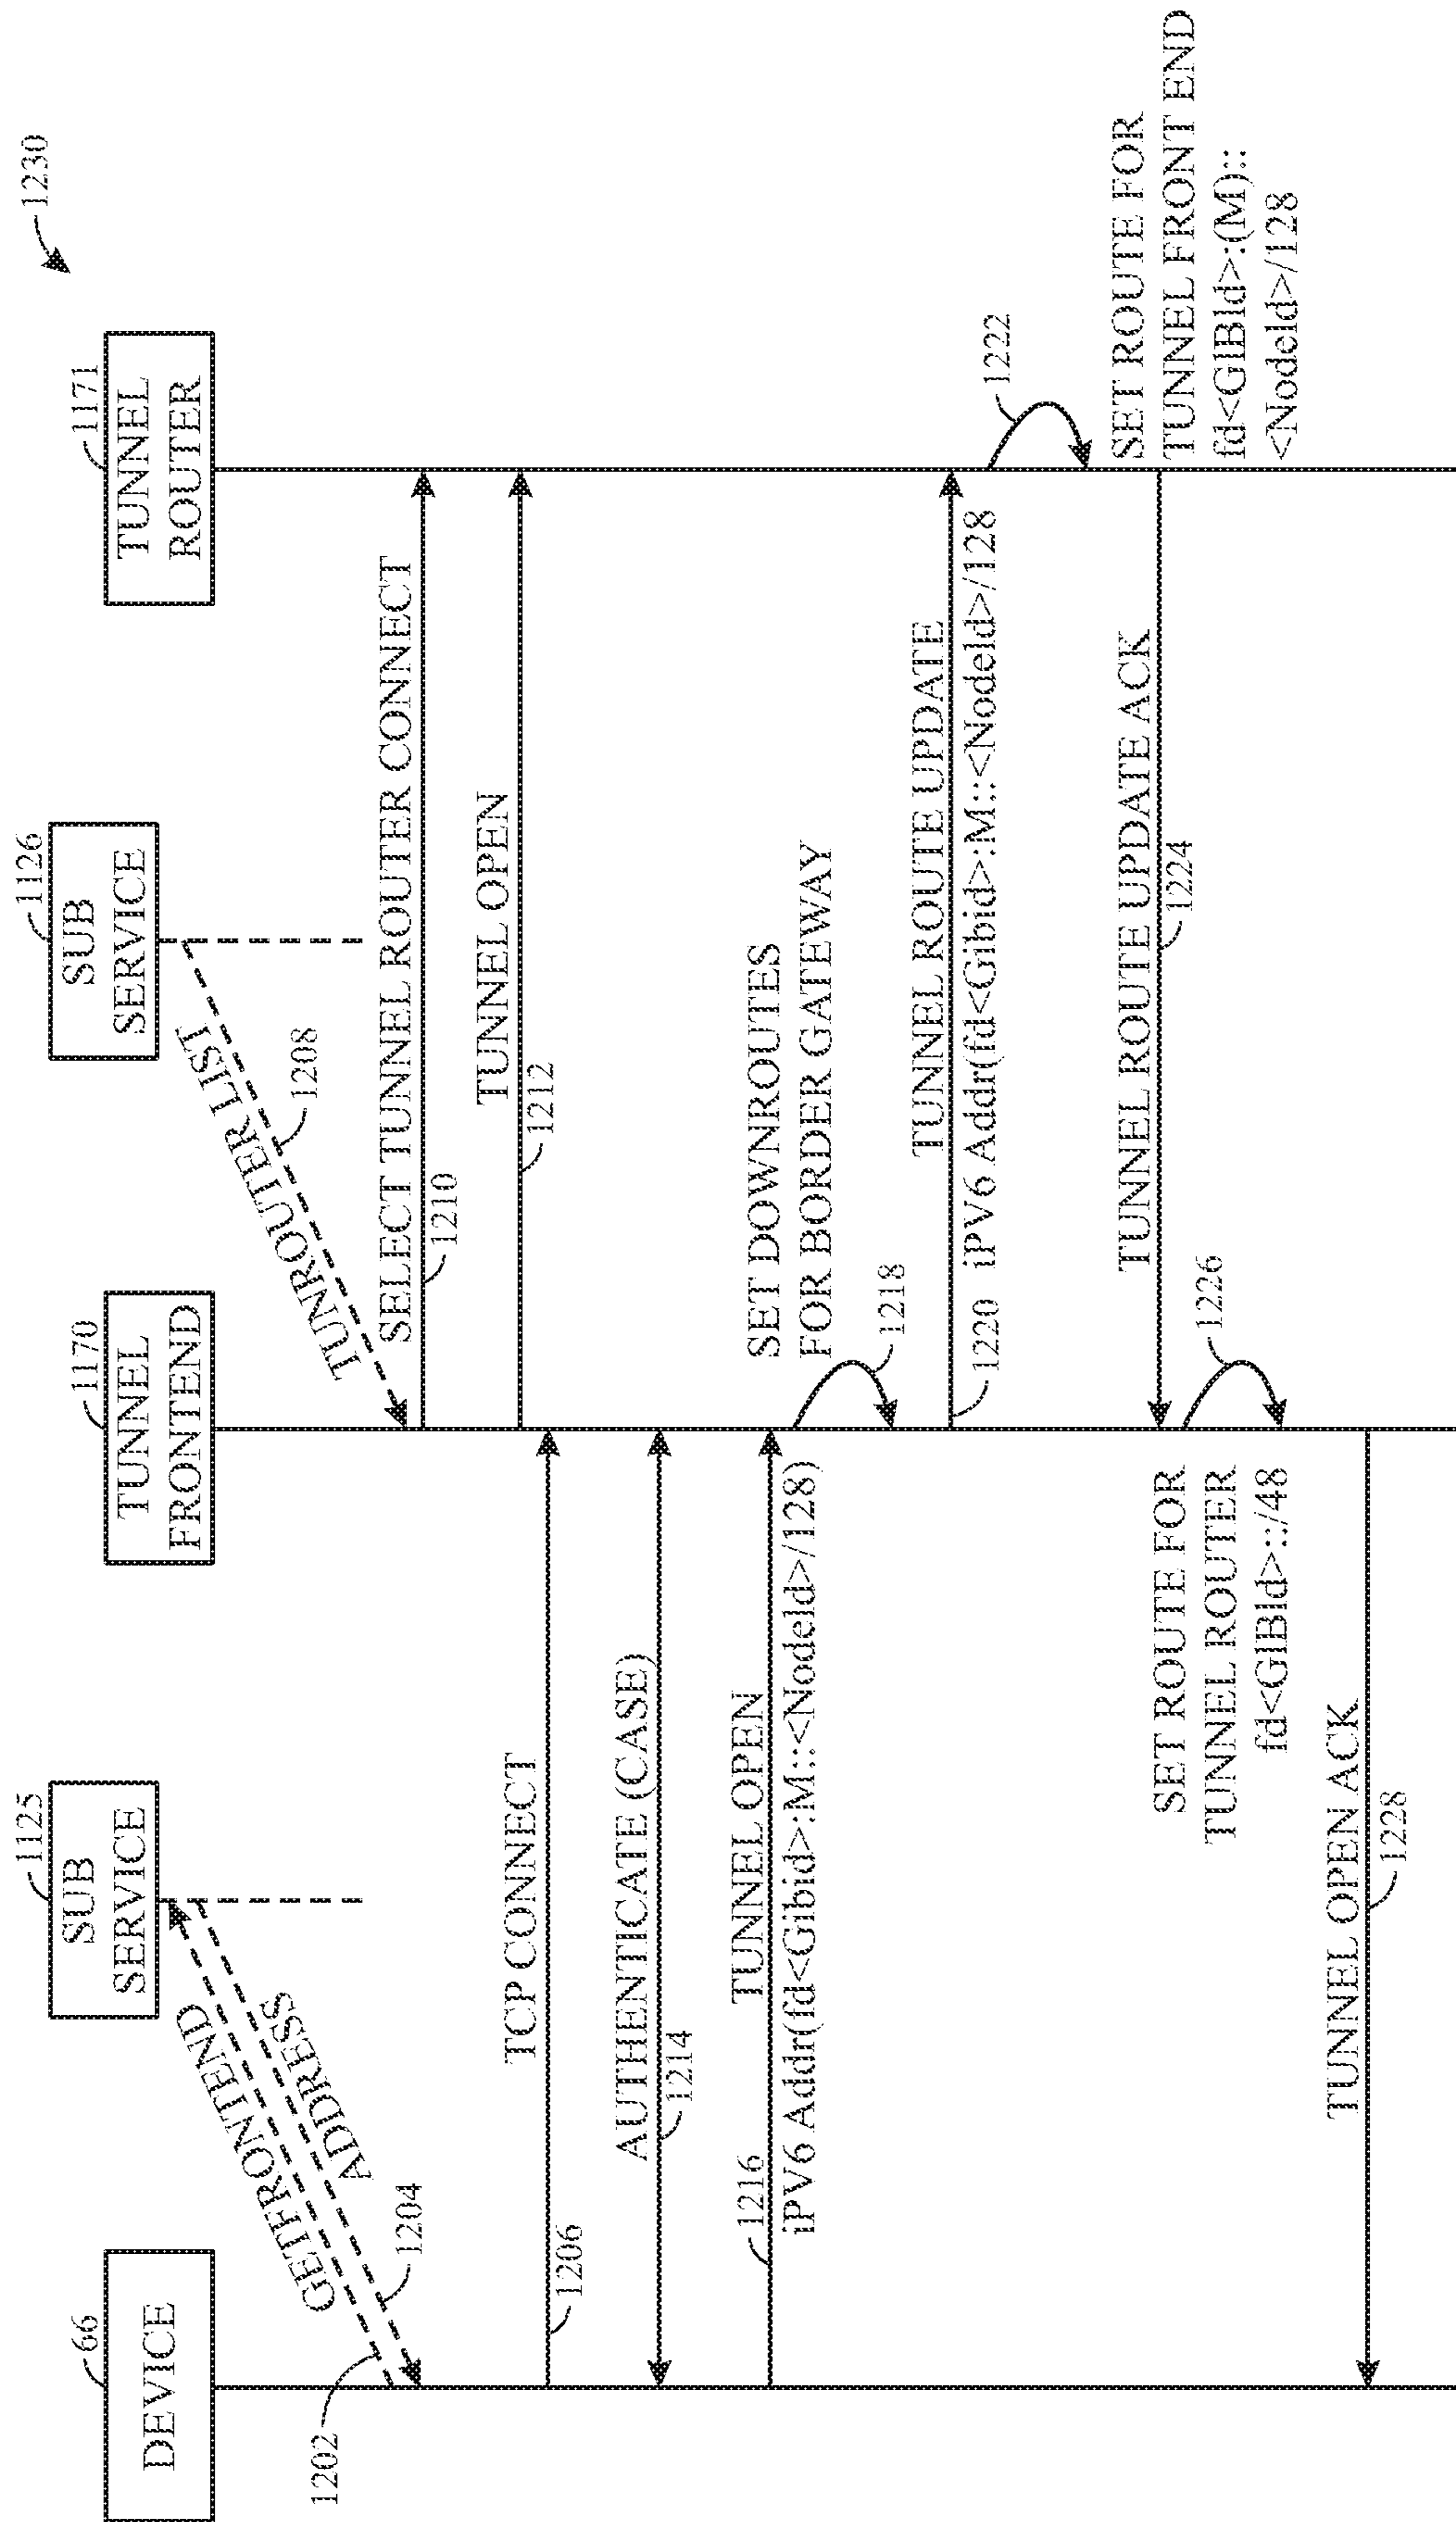 1230
66
DEVICE
1125
SUB
SERVICE
1170
TUNNEL
FRONTEND
1126
SUB
SERVICE
1171
TUNNEL
ROUTER
1202
GETFRONTEND
ADDRESS
1204
TUNROUTER LIST
1208
SELECT TUNNEL ROUTER CONNECT
1210
TUNNEL OPEN
1212
TCP CONNECT
1206
AUTHENTICATE (CASE)
1214
TUNNEL OPEN
1216
iPV6 Addr(fd<Gibid>:M::<NodeId>/128)
SET DOWNROUTES
FOR BORDER GATEWAY
1218
TUNNEL ROUTE UPDATE
1220
iPV6 Addr(fd<Gibid>:M::<NodeId>/128
1222
SET ROUTE FOR
TUNNEL FRONT END
fd<GIBId>:(M)::
<NodeId>/128
TUNNEL ROUTE UPDATE ACK
1224
1226
SET ROUTE FOR
TUNNEL ROUTER
fd<GIBId>::/48
TUNNEL OPEN ACK
1228